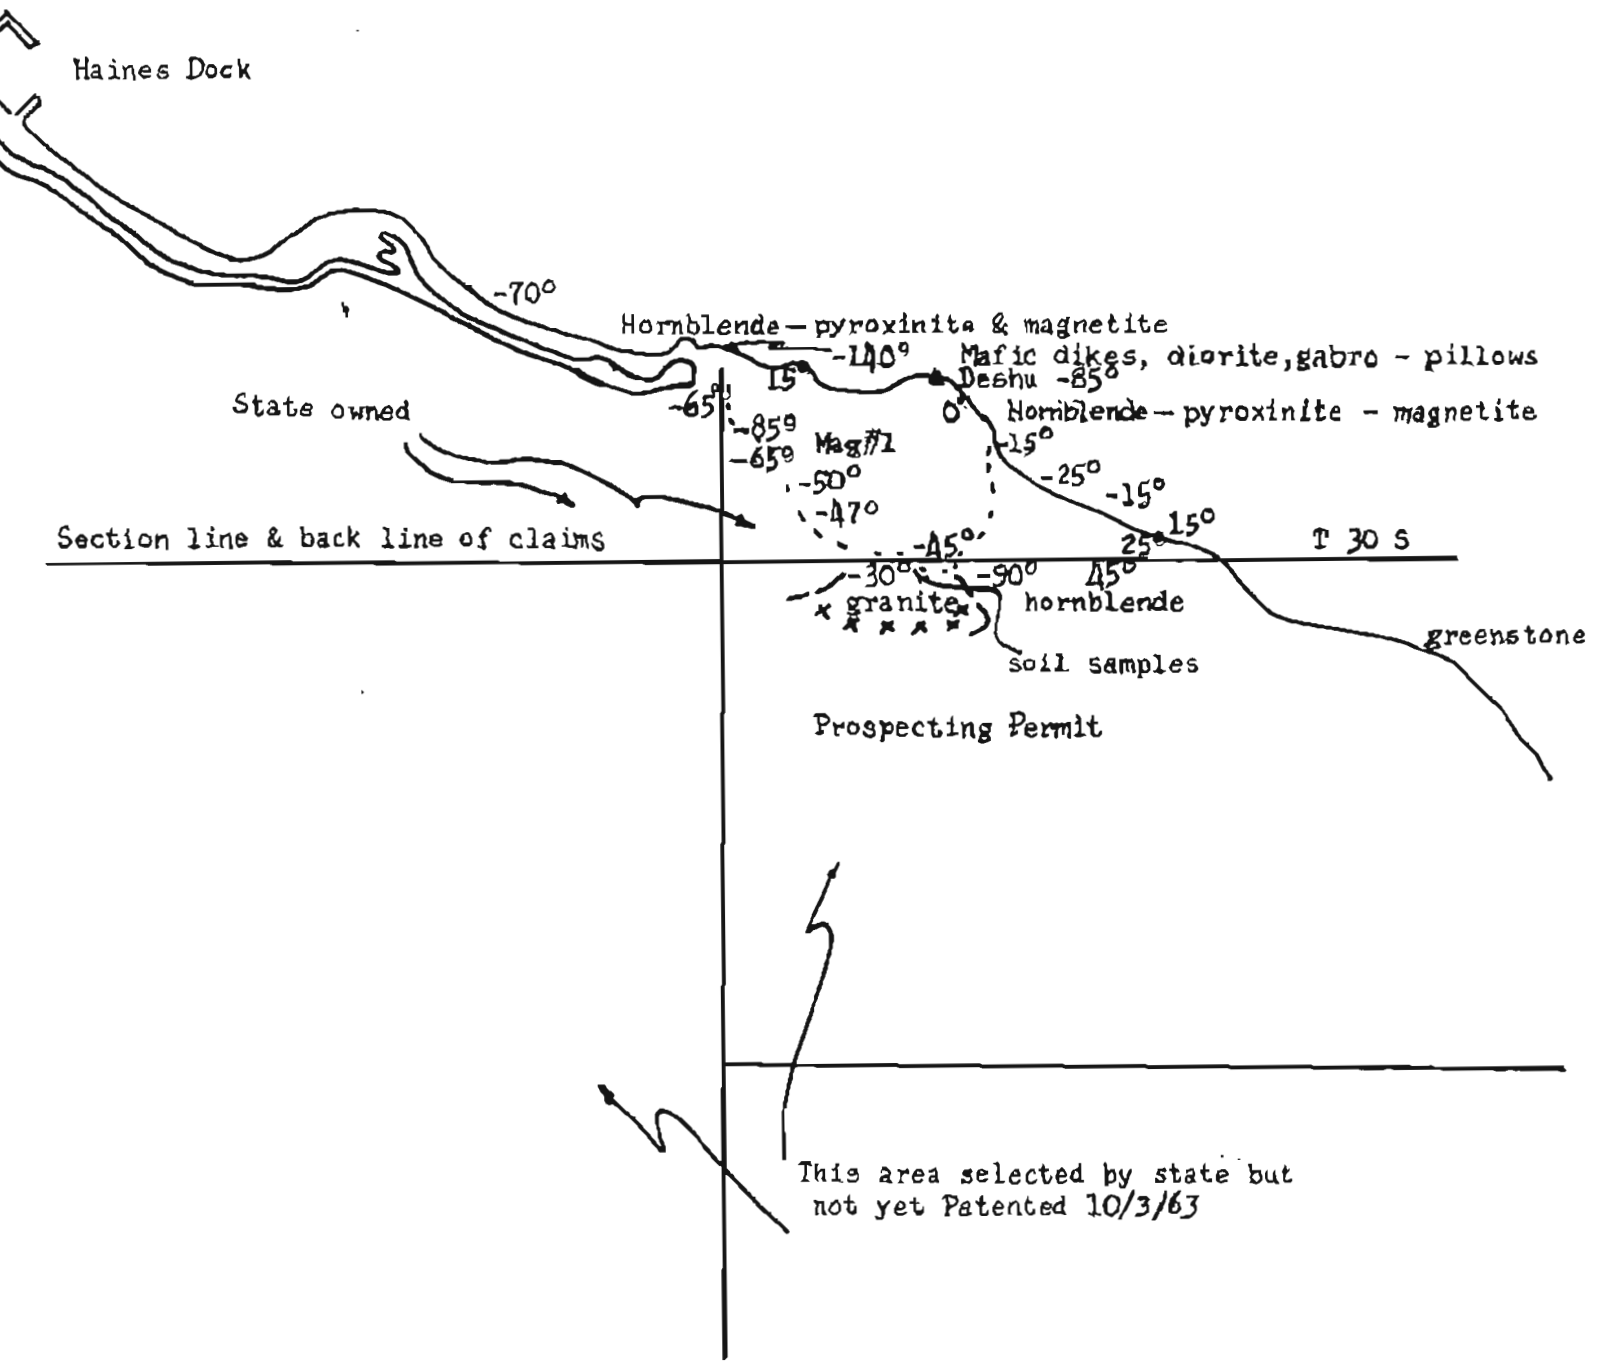 Haines Dock
-70°
Hornblende - pyroxinite & magnetite
-140°
Mafic dikes, diorite,gabro - pillows
15
Deshu -85°
-65°
0°
Hornblende - pyroxinite - magnetite
State owned
-85°
Mag#1
-15°
-65°
-50°
-25°
-15°
-47°
15°
Section line & back line of claims
-45°
25
T 30 S
-30°
-90°
45°
granite
hornblende
greenstone
soil samples
Prospecting Permit
This area selected by state but
not yet Patented 10/3/63